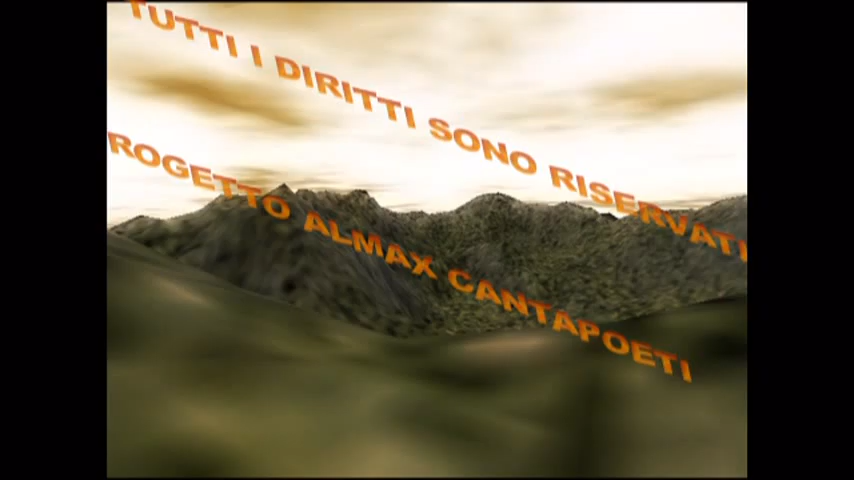 TUTTI I DIRITTI SONO RISERVATI
ROGETTO ALMAX CANTAPOETI